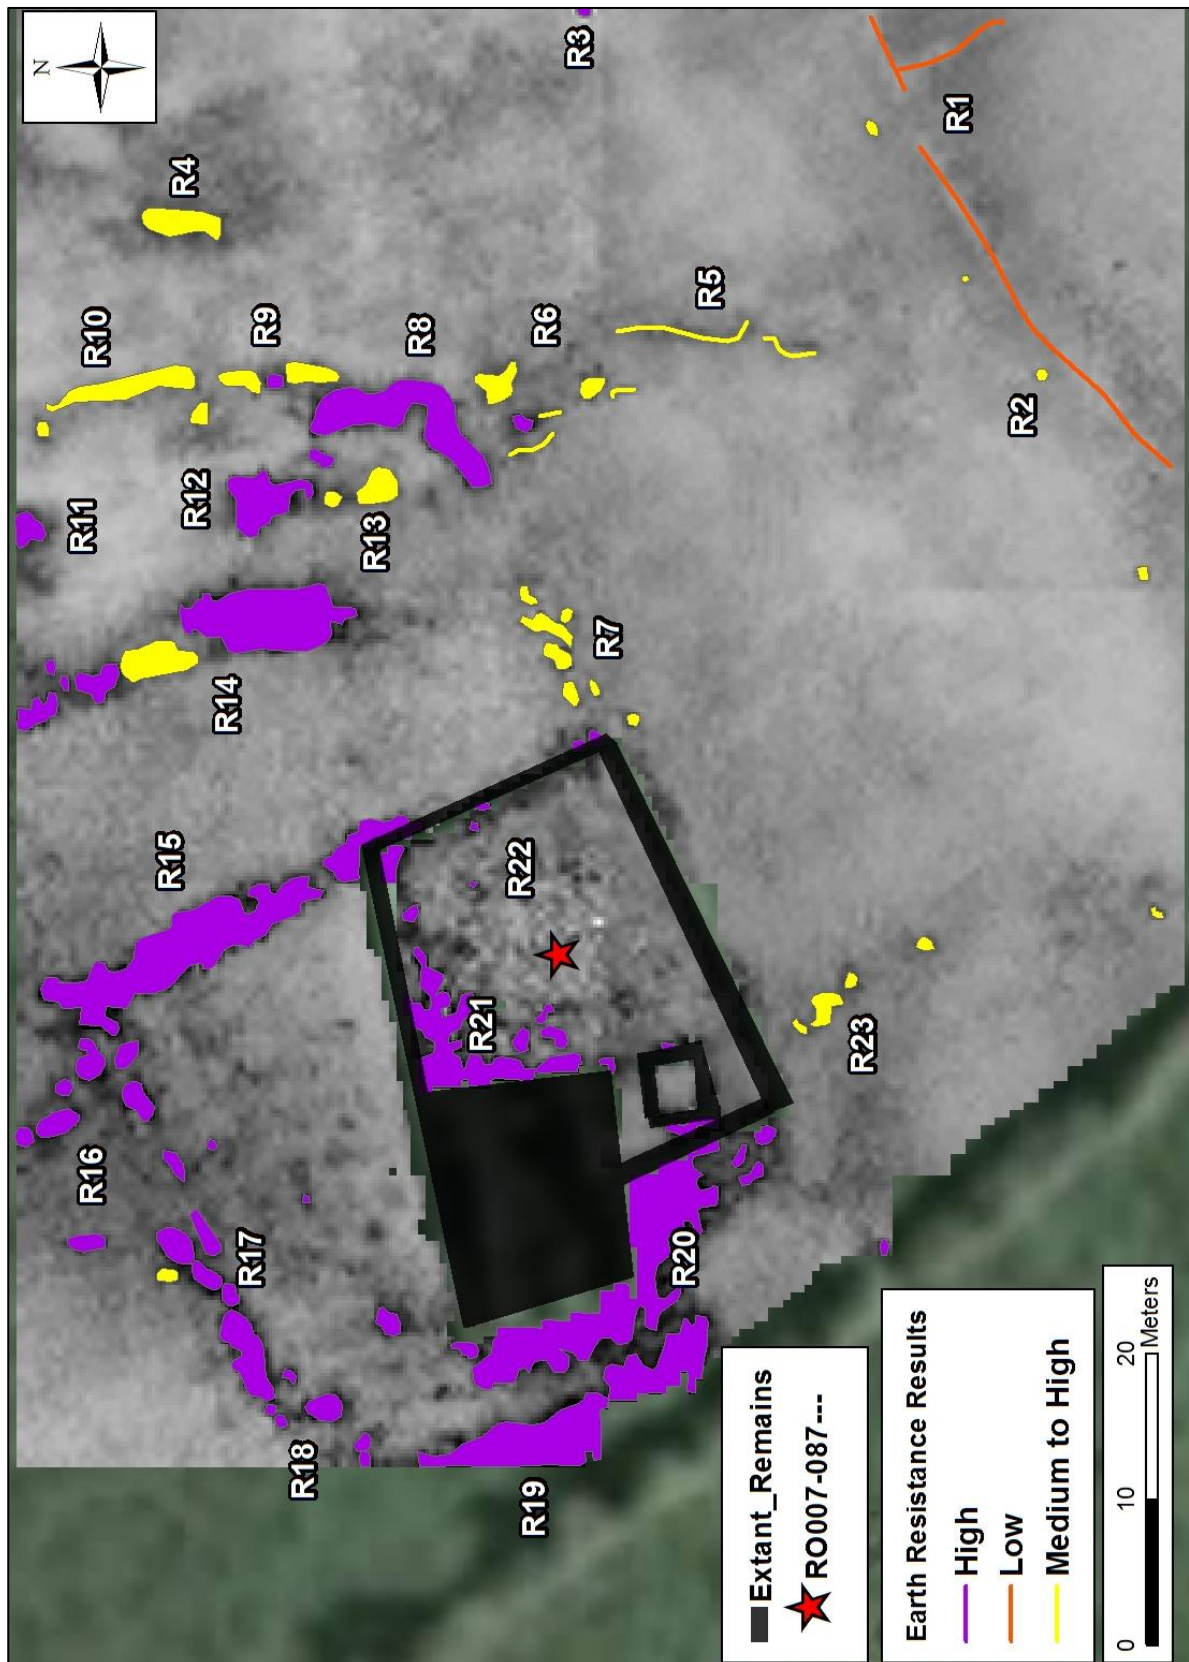 N
R3
R4
R1
R10
R9
R8
R6
R5
R2
R11
R12
R13
R14
R7
R15
R22
R21
R16
R17
R23
R20
R18
R19
Extant_Remains
RO007-087---
Earth Resistance Results
High
Low
Medium to High
0 10 20
Meters